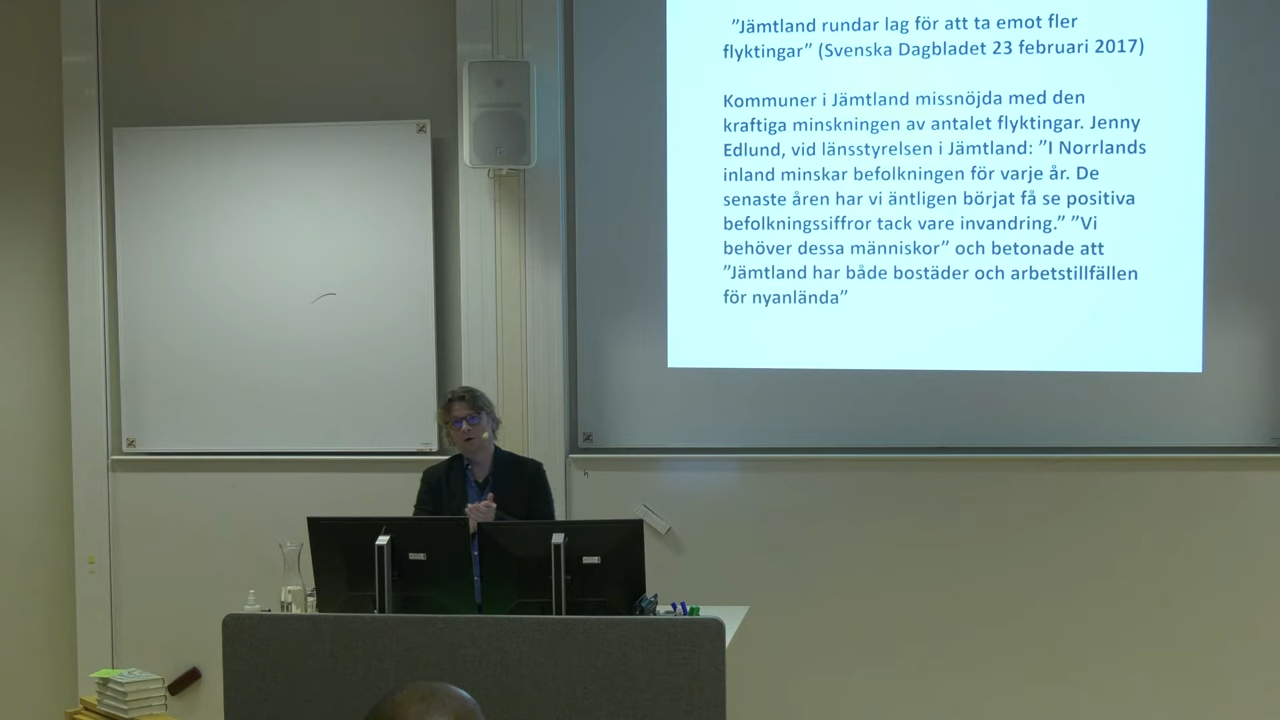 ”Jämtland rundar lag för att ta emot fler
flyktingar” (Svenska Dagbladet 23 februari 2017)
Kommuner i Jämtland missnöjda med den
kraftiga minskningen av antalet flyktingar. Jenny
Edlund, vid länsstyrelsen i Jämtland: ”I Norrlands
inland minskar befolkningen för varje år. De
senaste åren har vi äntligen börjat få se positiva
befolkningssiffror tack vare invandring.” ”Vi
behöver dessa människor” och betonade att
”Jämtland har både bostäder och arbetstillfällen
för nyanlända”